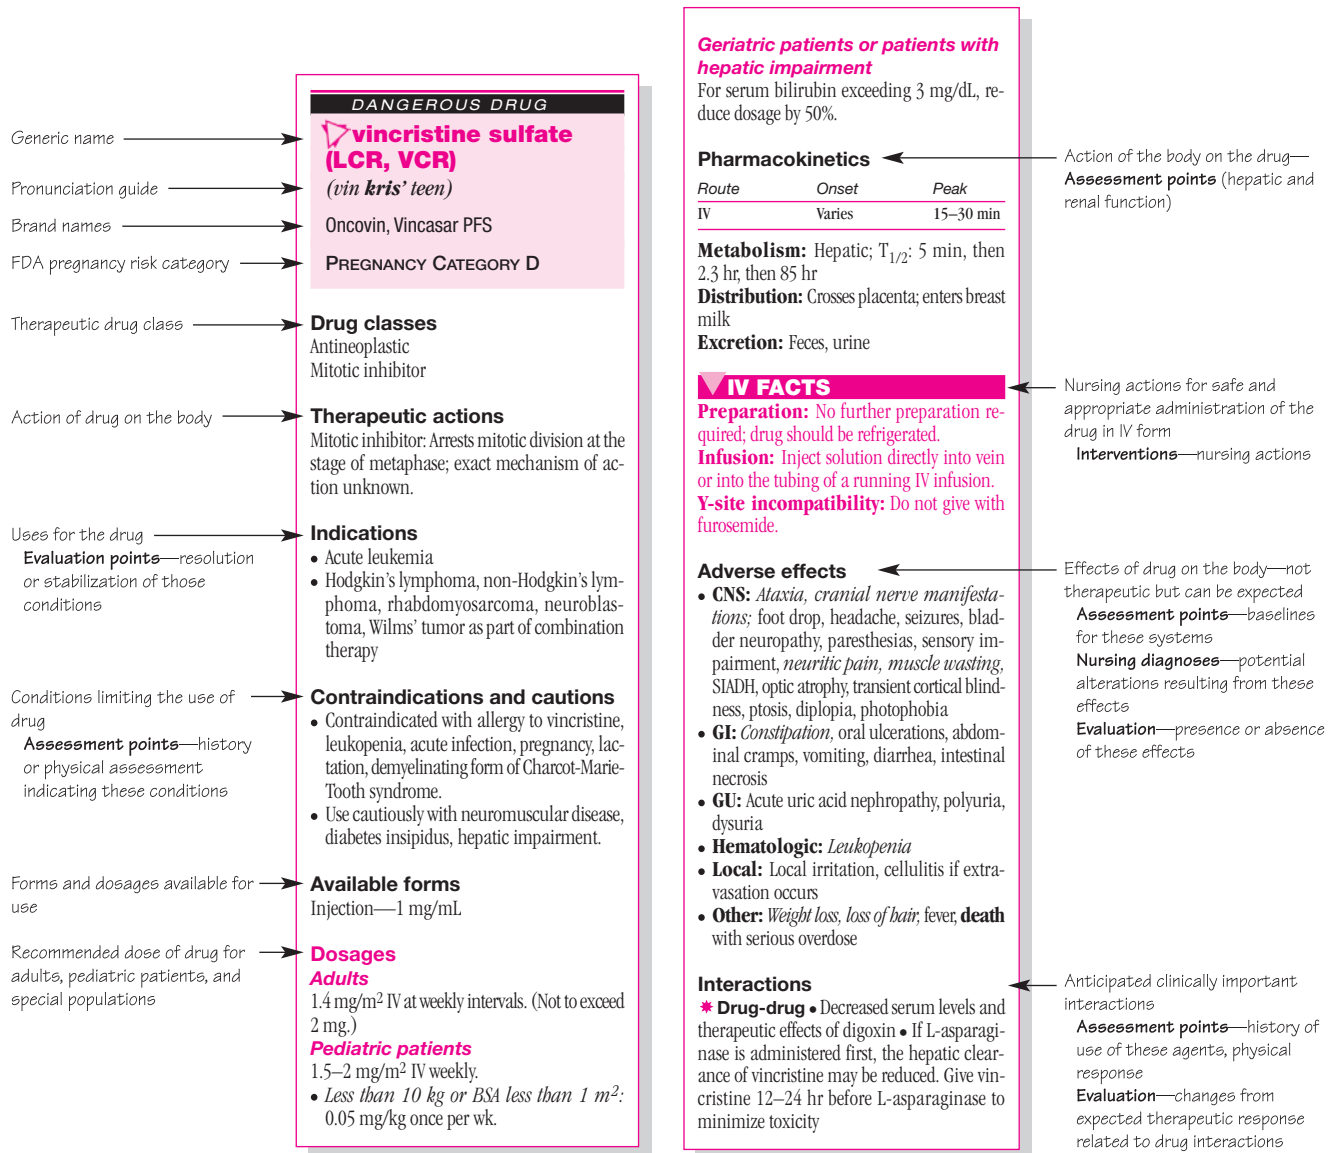 Generic name
Pronunciation guide
Brand names
FDA pregnancy risk category
Therapeutic drug class
Action of drug on the body
Uses for the drug
Evaluation points—resolution
or stabilization of those
conditions
Conditions limiting the use of
drug
Assessment points—history
or physical assessment
indicating these conditions
Forms and dosages available for
use
Recommended dose of drug for
adults, pediatric patients, and
special populations
DANGEROUS DRUG
vincristine sulfate
(LCR, VCR)
(vin kris’ teen)
Oncovin, Vincasar PFS
PREGNANCY CATEGORY D
Drug classes
Antineoplastic
Mitotic inhibitor
Therapeutic actions
Mitotic inhibitor: Arrests mitotic division at the
stage of metaphase; exact mechanism of ac-
tion unknown.
Indications
• Acute leukemia
• Hodgkin’s lymphoma, non-Hodgkin’s lym-
phoma, rhabdomyosarcoma, neuroblas-
toma, Wilms’ tumor as part of combination
therapy
Contraindications and cautions
• Contraindicated with allergy to vincristine,
leukopenia, acute infection, pregnancy, lac-
tation, demyelinating form of Charcot-Marie-
Tooth syndrome.
• Use cautiously with neuromuscular disease,
diabetes insipidus, hepatic impairment.
Available forms
Injection—1 mg/mL
Dosages
Adults
1.4 mg/m² IV at weekly intervals. (Not to exceed
2 mg.)
Pediatric patients
1.5–2 mg/m² IV weekly.
• Less than 10 kg or BSA less than 1 m²:
0.05 mg/kg once per wk.
Geriatric patients or patients with
hepatic impairment
For serum bilirubin exceeding 3 mg/dL, re-
duce dosage by 50%.
Pharmacokinetics
Route Onset Peak
IV Varies 15–30 min
Metabolism: Hepatic; T1/2: 5 min, then
2.3 hr, then 85 hr
Distribution: Crosses placenta; enters breast
milk
Excretion: Feces, urine
IV FACTS
Preparation: No further preparation re-
quired; drug should be refrigerated.
Infusion: Inject solution directly into vein
or into the tubing of a running IV infusion.
Y-site incompatibility: Do not give with
furosemide.
Adverse effects
• CNS: Ataxia, cranial nerve manifesta-
tions; foot drop, headache, seizures, blad-
der neuropathy, paresthesias, sensory im-
pairment, neuritic pain, muscle wasting,
SIADH, optic atrophy, transient cortical blind-
ness, ptosis, diplopia, photophobia
• GI: Constipation, oral ulcerations, abdom-
inal cramps, vomiting, diarrhea, intestinal
necrosis
• GU: Acute uric acid nephropathy, polyuria,
dysuria
• Hematologic: Leukopenia
• Local: Local irritation, cellulitis if extra-
vasation occurs
• Other: Weight loss, loss of hair, fever, death
with serious overdose
Interactions
✷ Drug-drug • Decreased serum levels and
therapeutic effects of digoxin • If L-asparagi-
nase is administered first, the hepatic clear-
ance of vincristine may be reduced. Give vin-
cristine 12–24 hr before L-asparaginase to
minimize toxicity
Action of the body on the drug—
Assessment points (hepatic and
renal function)
Nursing actions for safe and
appropriate administration of the
drug in IV form
Interventions—nursing actions
Effects of drug on the body—not
therapeutic but can be expected
Assessment points—baselines
for these systems
Nursing diagnoses—potential
alterations resulting from these
effects
Evaluation—presence or absence
of these effects
Anticipated clinically important
interactions
Assessment points—history of
use of these agents, physical
response
Evaluation—changes from
expected therapeutic response
related to drug interactions